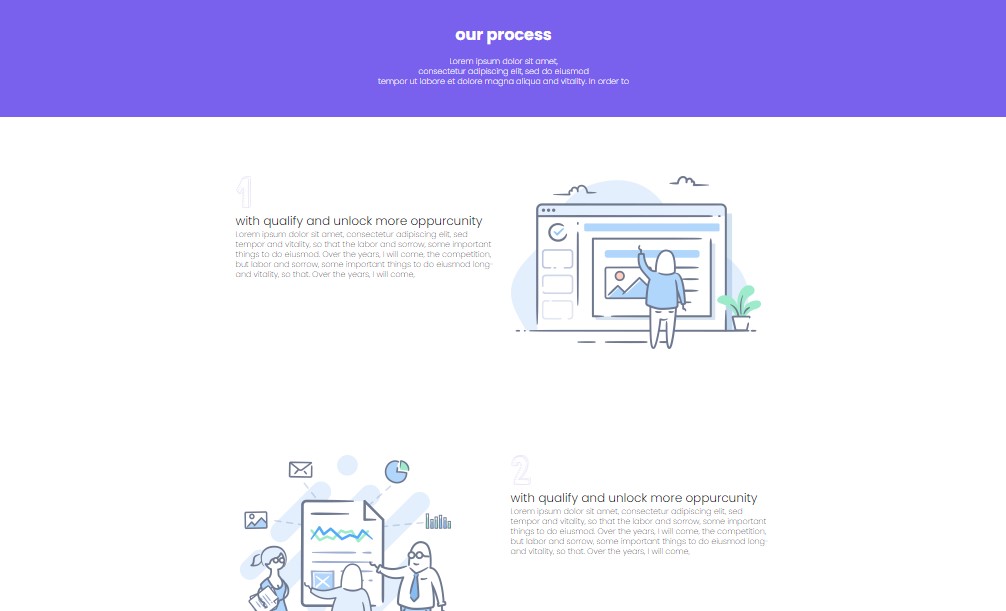 our process
Lorem ipsum dolor sit amet,
consectetur adipiscing elit, sed do eiusmod
tempor ut labore et dolore magna aliqua and vitality. in order to
1
with qualify and unlock more oppurcunity
Lorem ipsum dolor sit amet, consectetur adipiscing elit, sed
tempor and vitality, so that the labor and sorrow, some important
things to do eiusmod. Over the years, I will come, the competition,
but labor and sorrow, some important things to do eiusmod long-
and vitality, so that. Over the years, I will come,
2
with qualify and unlock more oppurcunity
Lorem ipsum dolor sit amet, consectetur adipiscing elit, sed
tempor and vitality, so that the labor and sorrow, some important
things to do eiusmod. Over the years, I will come, the competition,
but labor and sorrow, some important things to do eiusmod long-
and vitality, so that. Over the years, I will come,